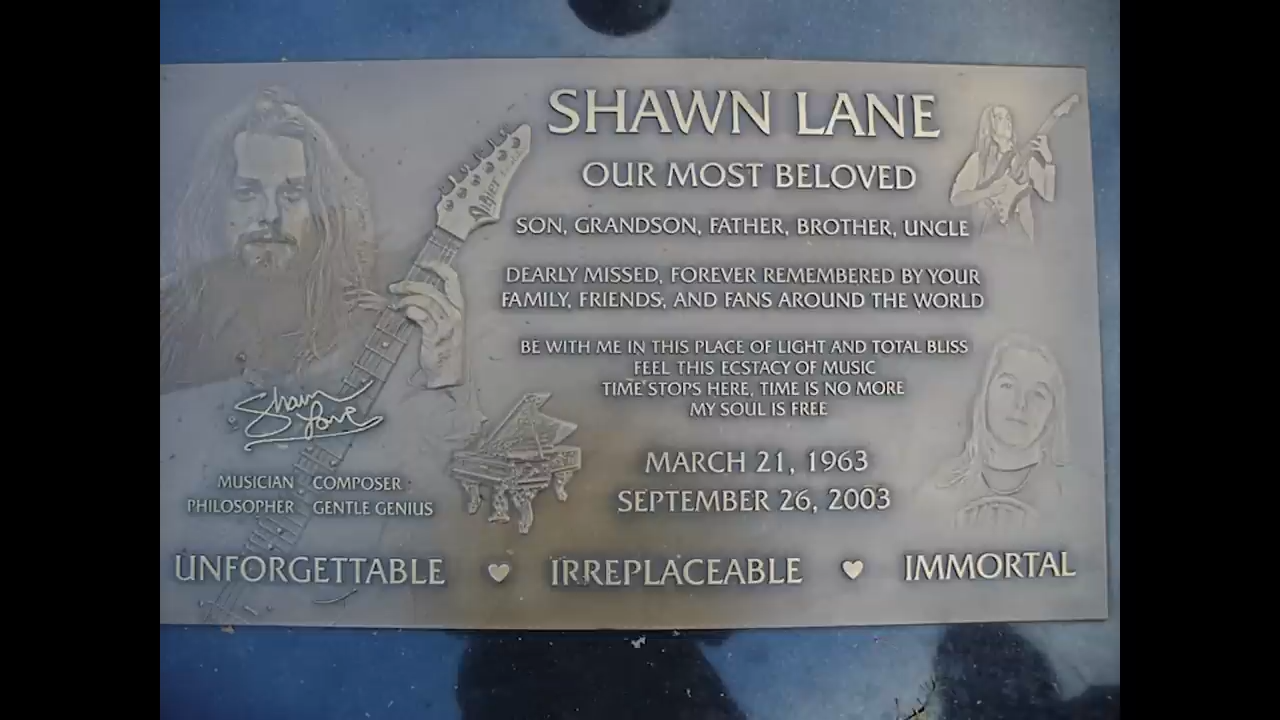 SHAWN LANE
OUR MOST BELOVED
SON, GRANDSON, FATHER, BROTHER, UNCLE
DEARLY MISSED, FOREVER REMEMBERED BY YOUR
FAMILY, FRIENDS, AND FANS AROUND THE WORLD
BE WITH ME IN THIS PLACE OF LIGHT AND TOTAL BLISS
FEEL THIS ECSTACY OF MUSIC
TIME STOPS HERE, TIME IS NO MORE
MY SOUL IS FREE
Shawn
Lane
MUSICIAN COMPOSER
PHILOSOPHER GENTLE GENIUS
MARCH 21, 1963
SEPTEMBER 26, 2003
UNFORGETTABLE ♥ IRREPLACEABLE ♥ IMMORTAL